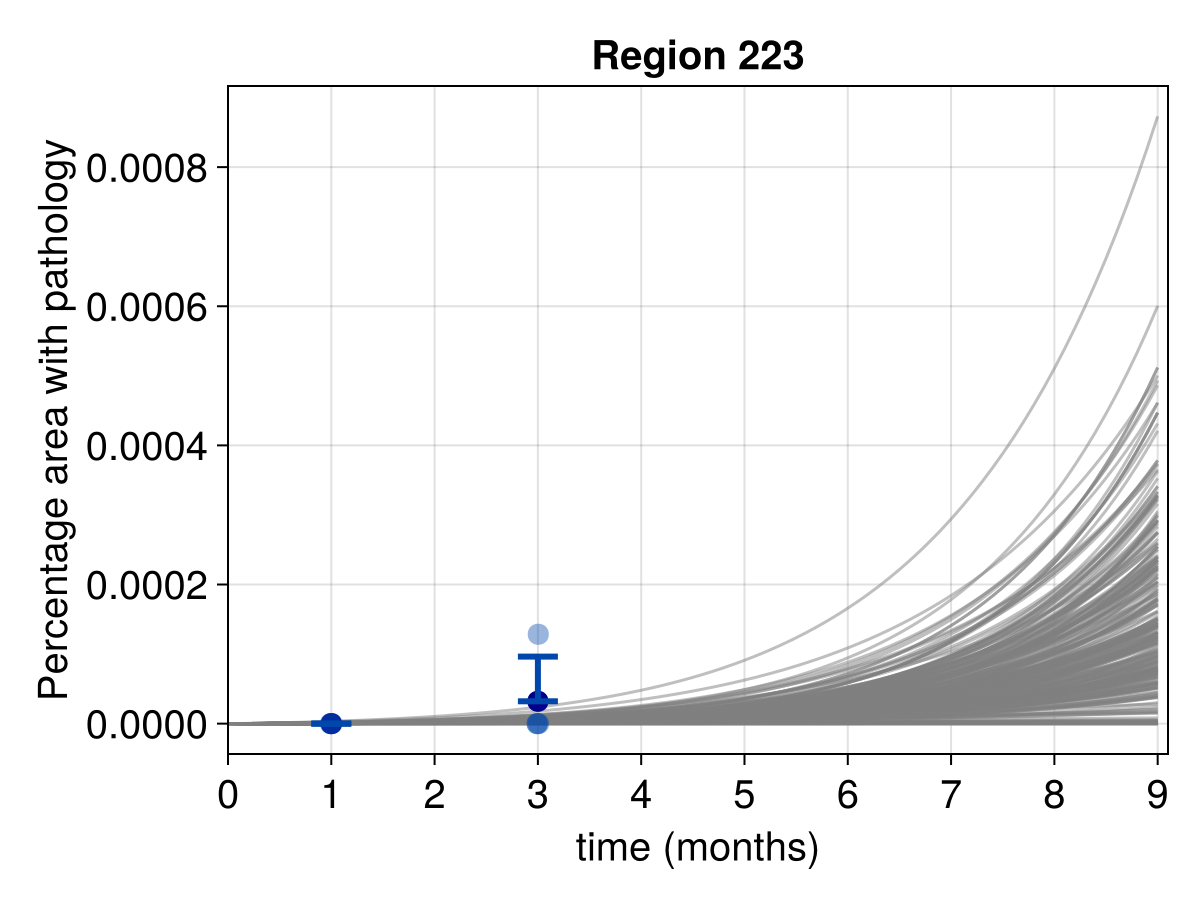 Region 223
Percentage area with pathology
0.0008
0.0006
0.0004
0.0002
0.0000
0 1 2 3 4 5 6 7 8 9
time (months)